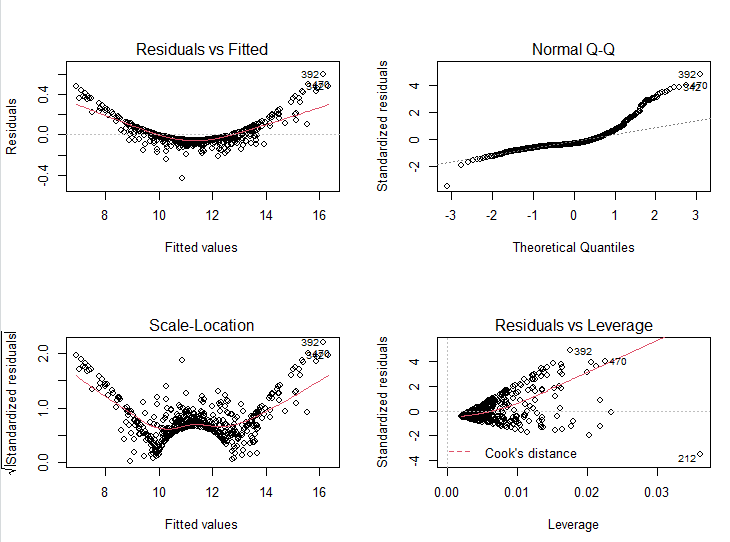 Residuals vs Fitted
Residuals
-0.4 0.0 0.4
392
470
8 10 12 14 16
Fitted values
Normal Q-Q
Standardized residuals
-2 0 2 4
392
470
342
-3 -2 -1 0 1 2 3
Theoretical Quantiles
Scale-Location
√|Standardized residuals|
0.0 1.0 2.0
392
470
8 10 12 14 16
Fitted values
Residuals vs Leverage
Standardized residuals
-4 -2 0 2 4
392
470
212
Cook's distance
0.00 0.01 0.02 0.03
Leverage